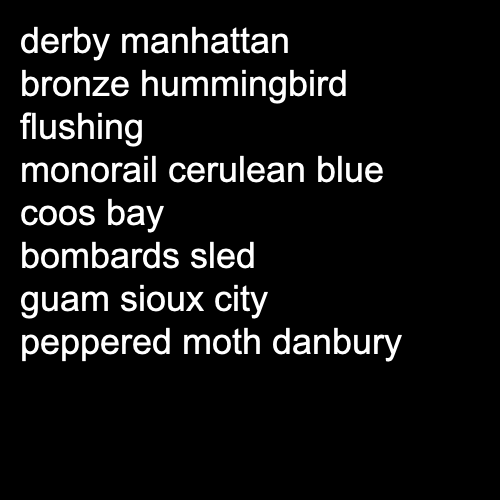 derby manhattan
bronze hummingbird
flushing
monorail cerulean blue
coos bay
bombards sled
guam sioux city
peppered moth danbury